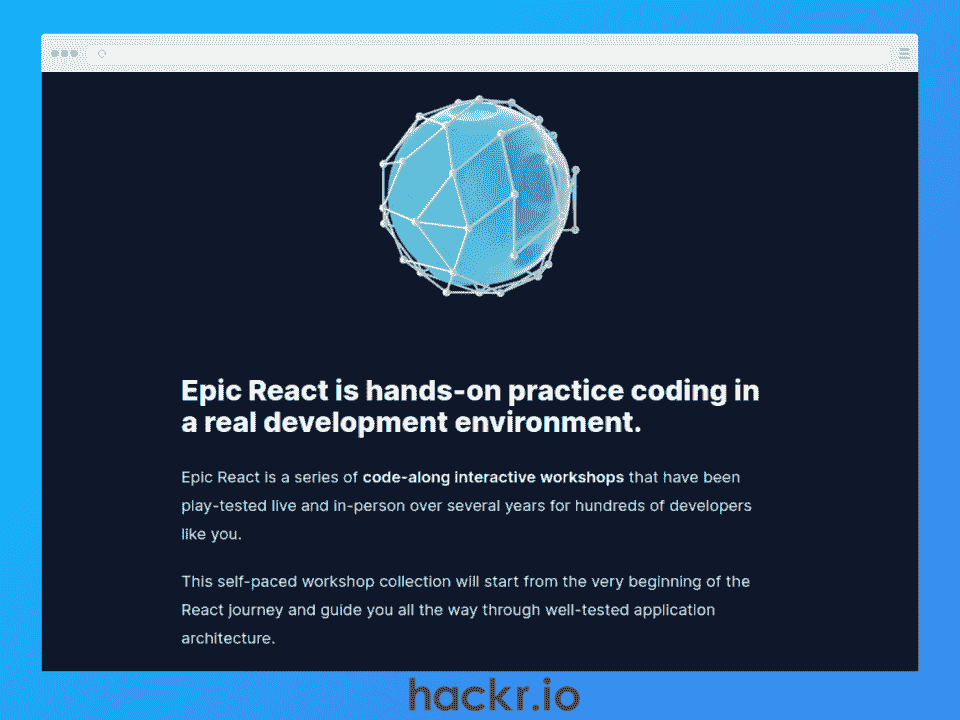 Epic React is hands-on practice coding in
a real development environment.
Epic React is a series of code-along interactive workshops that have been
play-tested live and in-person over several years for hundreds of developers
like you.
This self-paced workshop collection will start from the very beginning of the
React journey and guide you all the way through well-tested application
architecture.
hackr.io